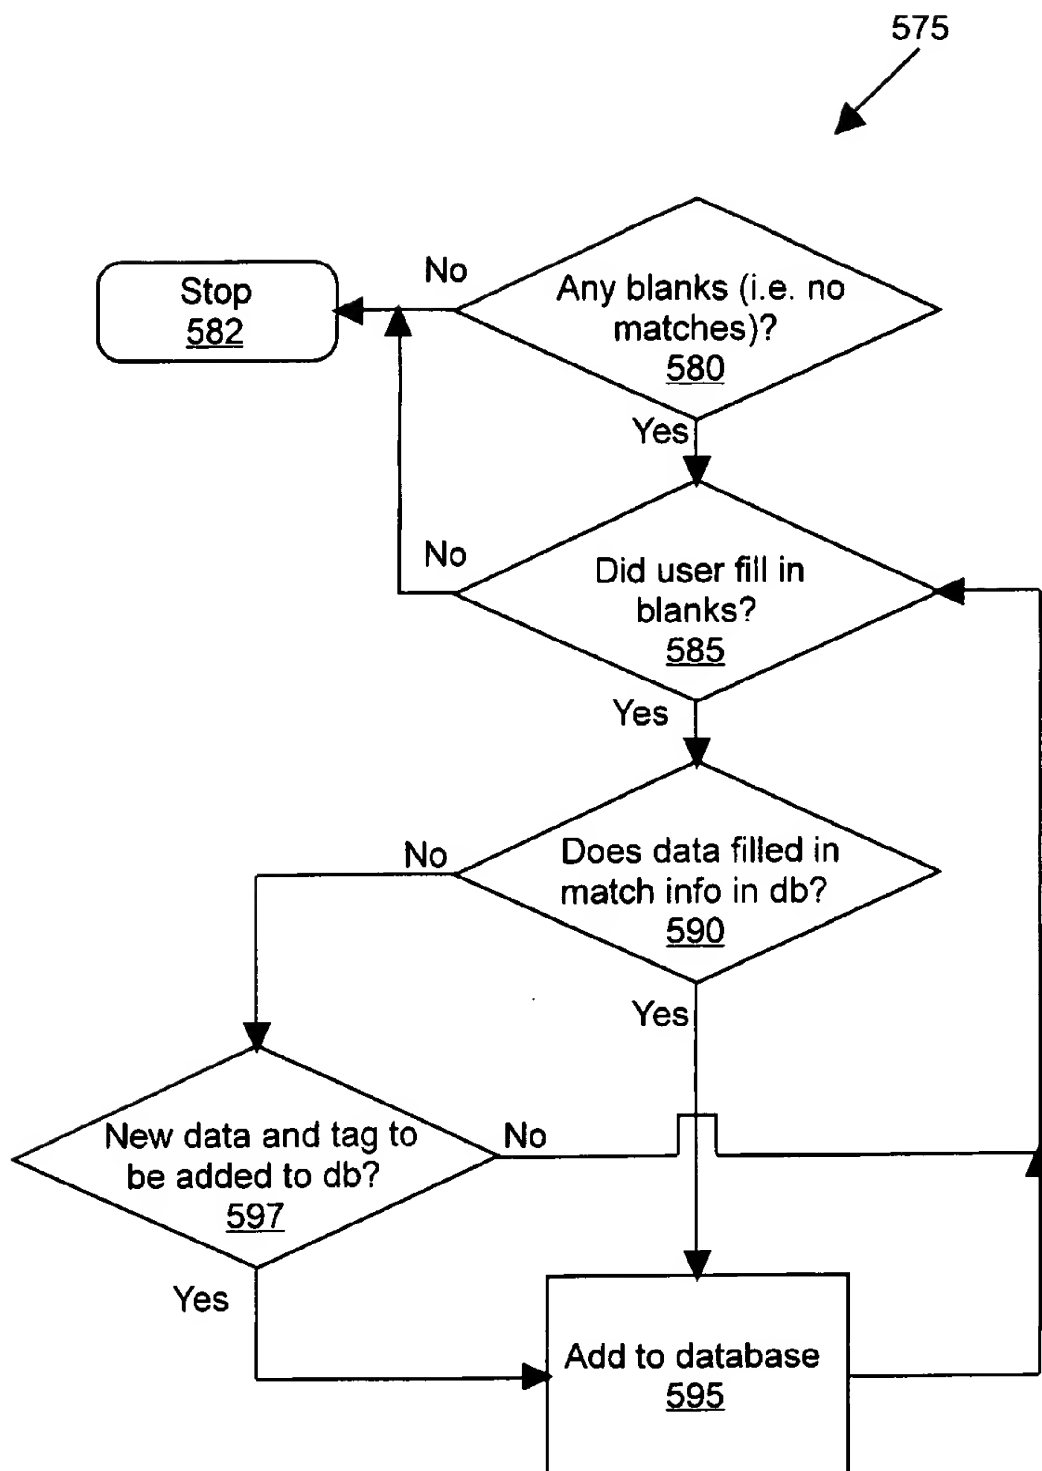 575
No
Stop
582
Any blanks (i.e. no
matches)?
580
Yes
No
Did user fill in
blanks?
585
Yes
No
Does data filled in
match info in db?
590
Yes
New data and tag to
be added to db?
597
No
Yes
Add to database
595